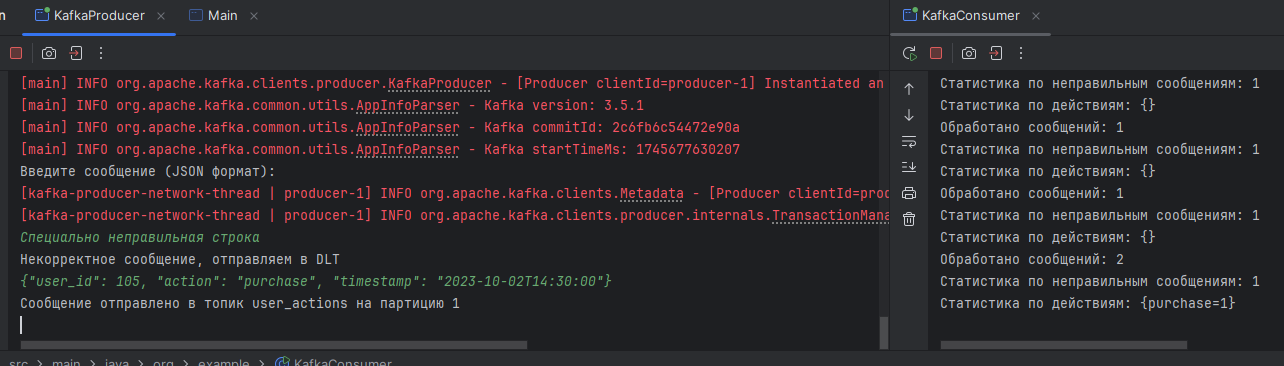 n
KafkaProducer
Main
[main] INFO org.apache.kafka.clients.producer.KafkaProducer - [Producer clientId=producer-1] Instantiated an
[main] INFO org.apache.kafka.common.utils.AppInfoParser - Kafka version: 3.5.1
[main] INFO org.apache.kafka.common.utils.AppInfoParser - Kafka commitId: 2c6fb6c54472e90a
[main] INFO org.apache.kafka.common.utils.AppInfoParser - Kafka startTimeMs: 1745677630207
Введите сообщение (JSON формат):
[kafka-producer-network-thread | producer-1] INFO org.apache.kafka.clients.Metadata - [Producer clientId=prod
[kafka-producer-network-thread | producer-1] INFO org.apache.kafka.clients.producer.internals.TransactionMana
Специально неправильная строка
Некорректное сообщение, отправляем в DLT
{"user_id": 105, "action": "purchase", "timestamp": "2023-10-02T14:30:00"}
Сообщение отправлено в топик user_actions на партицию 1
KafkaConsumer
Статистика по неправильным сообщениям: 1
Статистика по действиям: {}
Обработано сообщений: 1
Статистика по неправильным сообщениям: 1
Статистика по действиям: {}
Обработано сообщений: 1
Статистика по неправильным сообщениям: 1
Статистика по действиям: {}
Обработано сообщений: 2
Статистика по неправильным сообщениям: 1
Статистика по действиям: {purchase=1}
src > main > java > org > example > KafkaConsumer